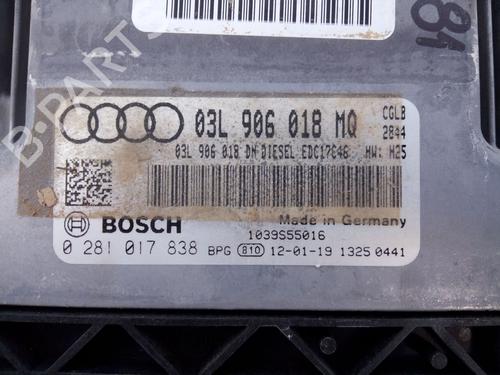 84
03L 906 018 MQ
CGLB
2844
03L 906 018 DN DIESEL EDC17C46 HW: H25
BOSCH
Made in Germany
1039S55016
0 281 017 838 BPG 810 12-01-19 1325 0441